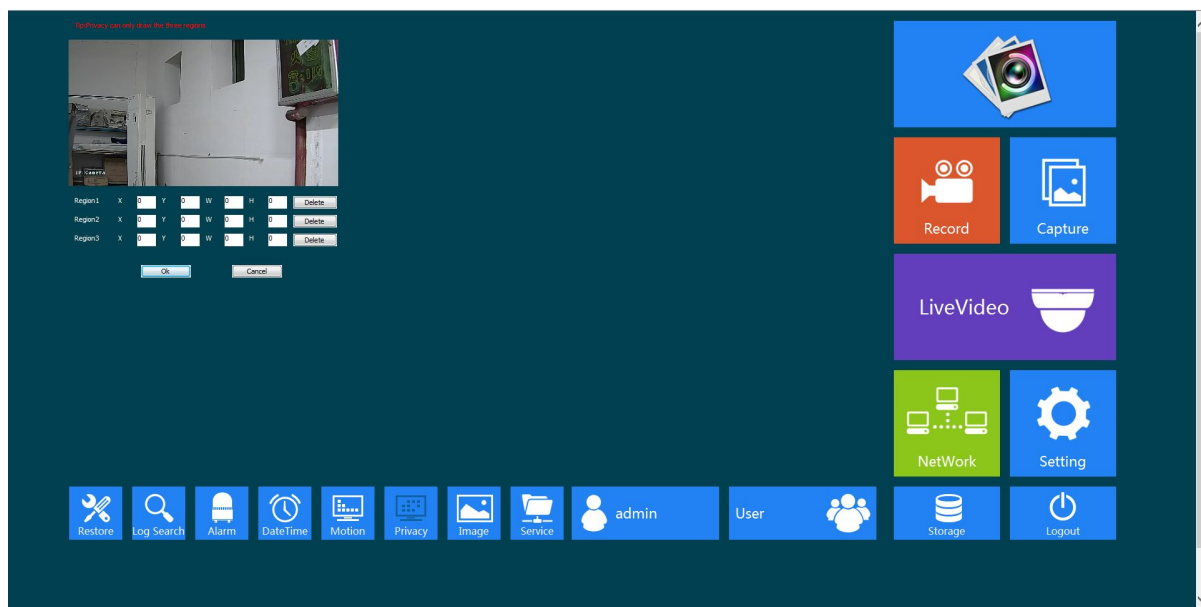 Tip:Privacy can only draw the three regions
IP Kamera
Region1 X 0 Y 0 W 0 H 0 Delete
Region2 X 0 Y 0 W 0 H 0 Delete
Region3 X 0 Y 0 W 0 H 0 Delete
Ok Cancel
Record Capture
LiveVideo
NetWork Setting
Restore Log Search Alarm DateTime Motion Privacy Image Service admin User Storage Logout